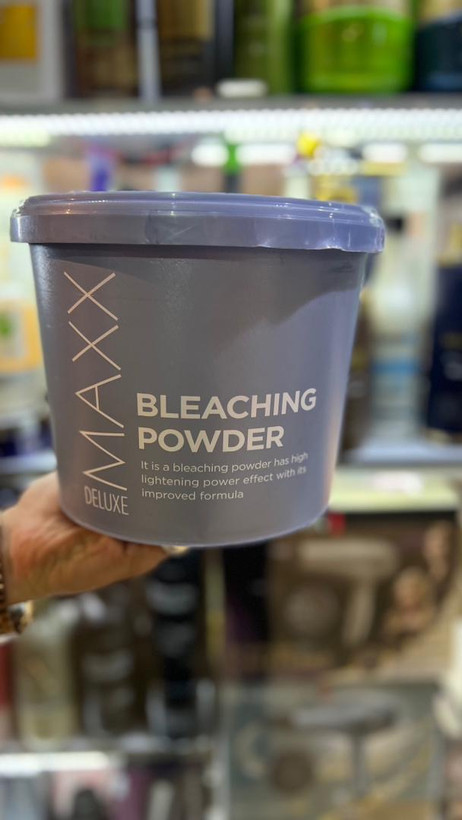 MAXX
DELUXE
BLEACHING
POWDER
It is a bleaching powder has high
lightening power effect with its
improved formula